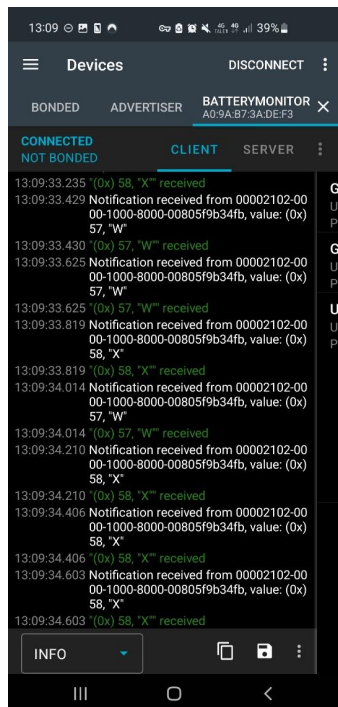 13:09 39%
Devices DISCONNECT
BONDED ADVERTISER BATTERYMONITOR
A0:9A:B7:3A:DE:F3
CONNECTED
NOT BONDED
CLIENT SERVER
13:09:33.235 "(0x) 58, "X"" received
13:09:33.429 Notification received from 00002102-00
00-1000-8000-00805f9b34fb, value: (0x)
57, "W"
13:09:33.430 "(0x) 57, "W"" received
13:09:33.625 Notification received from 00002102-00
00-1000-8000-00805f9b34fb, value: (0x)
57, "W"
13:09:33.625 "(0x) 57, "W"" received
13:09:33.819 Notification received from 00002102-00
00-1000-8000-00805f9b34fb, value: (0x)
58, "X"
13:09:33.819 "(0x) 58, "X"" received
13:09:34.014 Notification received from 00002102-00
00-1000-8000-00805f9b34fb, value: (0x)
57, "W"
13:09:34.014 "(0x) 57, "W"" received
13:09:34.210 Notification received from 00002102-00
00-1000-8000-00805f9b34fb, value: (0x)
58, "X"
13:09:34.210 "(0x) 58, "X"" received
13:09:34.406 Notification received from 00002102-00
00-1000-8000-00805f9b34fb, value: (0x)
58, "X"
13:09:34.406 "(0x) 58, "X"" received
13:09:34.603 Notification received from 00002102-00
00-1000-8000-00805f9b34fb, value: (0x)
58, "X"
13:09:34.603 "(0x) 58, "X"" received
G
U
P
G
U
P
U
U
P
INFO